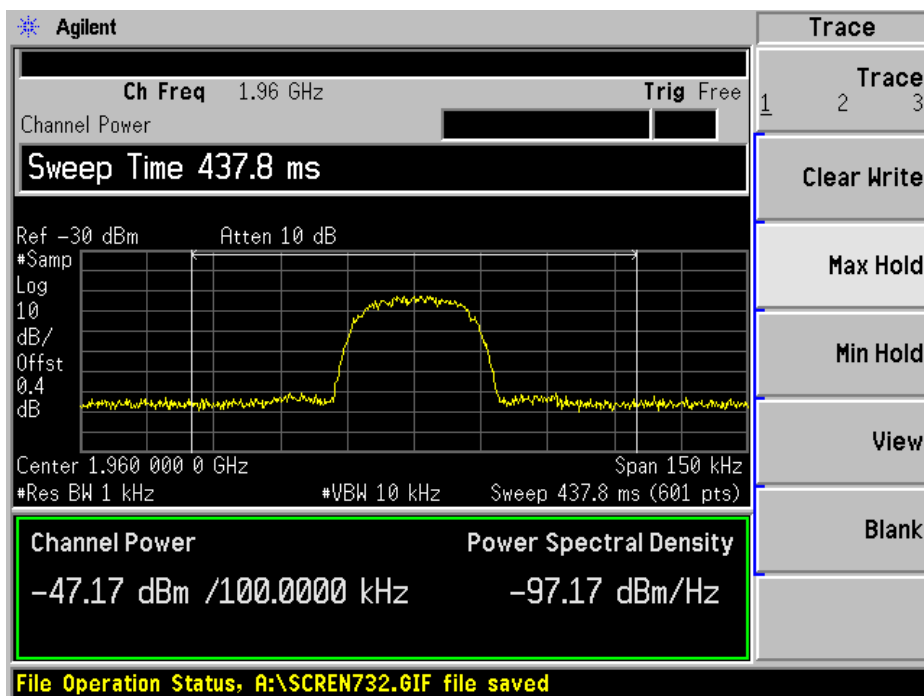 Agilent
Trace
Ch Freq 1.96 GHz Trig Free
Channel Power
Trace
1 2 3
Sweep Time 437.8 ms
Clear Write
Ref -30 dBm Atten 10 dB
#Samp
Log
10
dB/
Offst
0.4
dB
Max Hold
Min Hold
View
Center 1.960 000 0 GHz Span 150 kHz
#Res BW 1 kHz #VBW 10 kHz Sweep 437.8 ms (601 pts)
Blank
Channel Power Power Spectral Density
-47.17 dBm /100.0000 kHz -97.17 dBm/Hz
File Operation Status, A:\SCREN732.GIF file saved